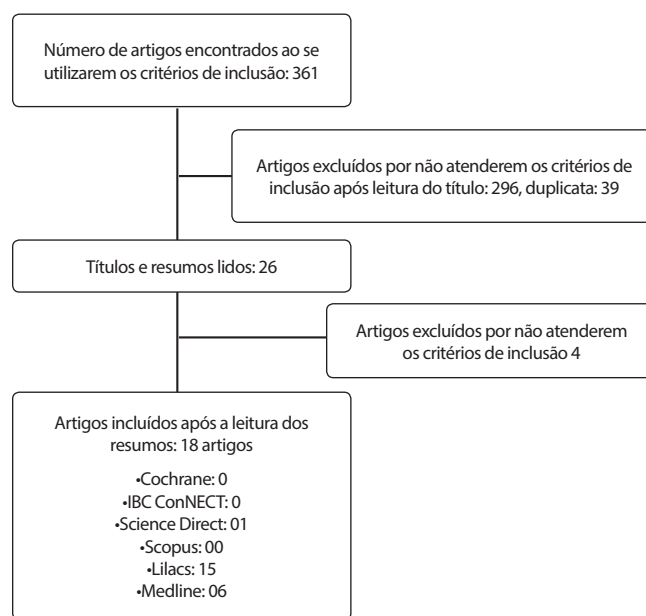 Número de artigos encontrados ao se
utilizarem os critérios de inclusão: 361
Artigos excluídos por não atenderem os critérios de
inclusão após leitura do título: 296, duplicata: 39
Títulos e resumos lidos: 26
Artigos excluídos por não atenderem
os critérios de inclusão 4
Artigos incluídos após a leitura dos
resumos: 18 artigos
•Cochrane: 0
•IBC ConNECT: 0
•Science Direct: 01
•Scopus: 00
•Lilacs: 15
•Medline: 06